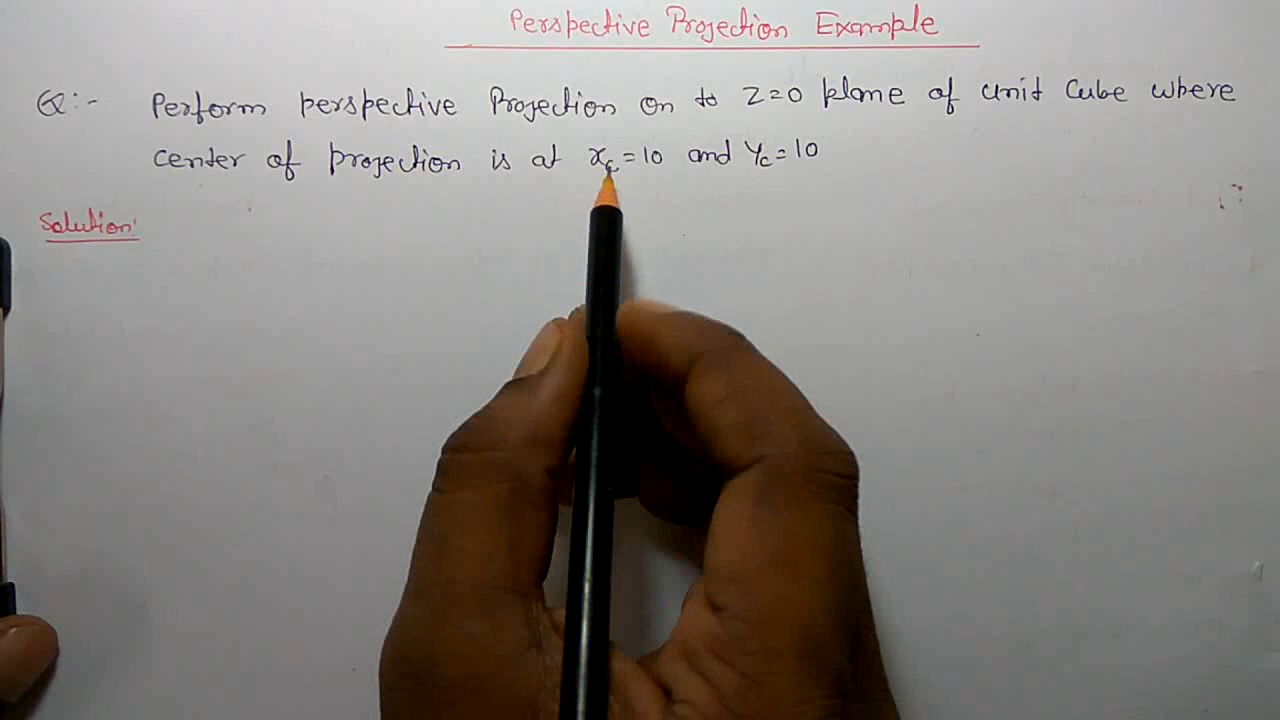 Perspective Projection Example
Q:- Perform perspective Projection on to Z=0 plane of unit Cube where
center of projection is at xc=10 and yc=10
Solution: